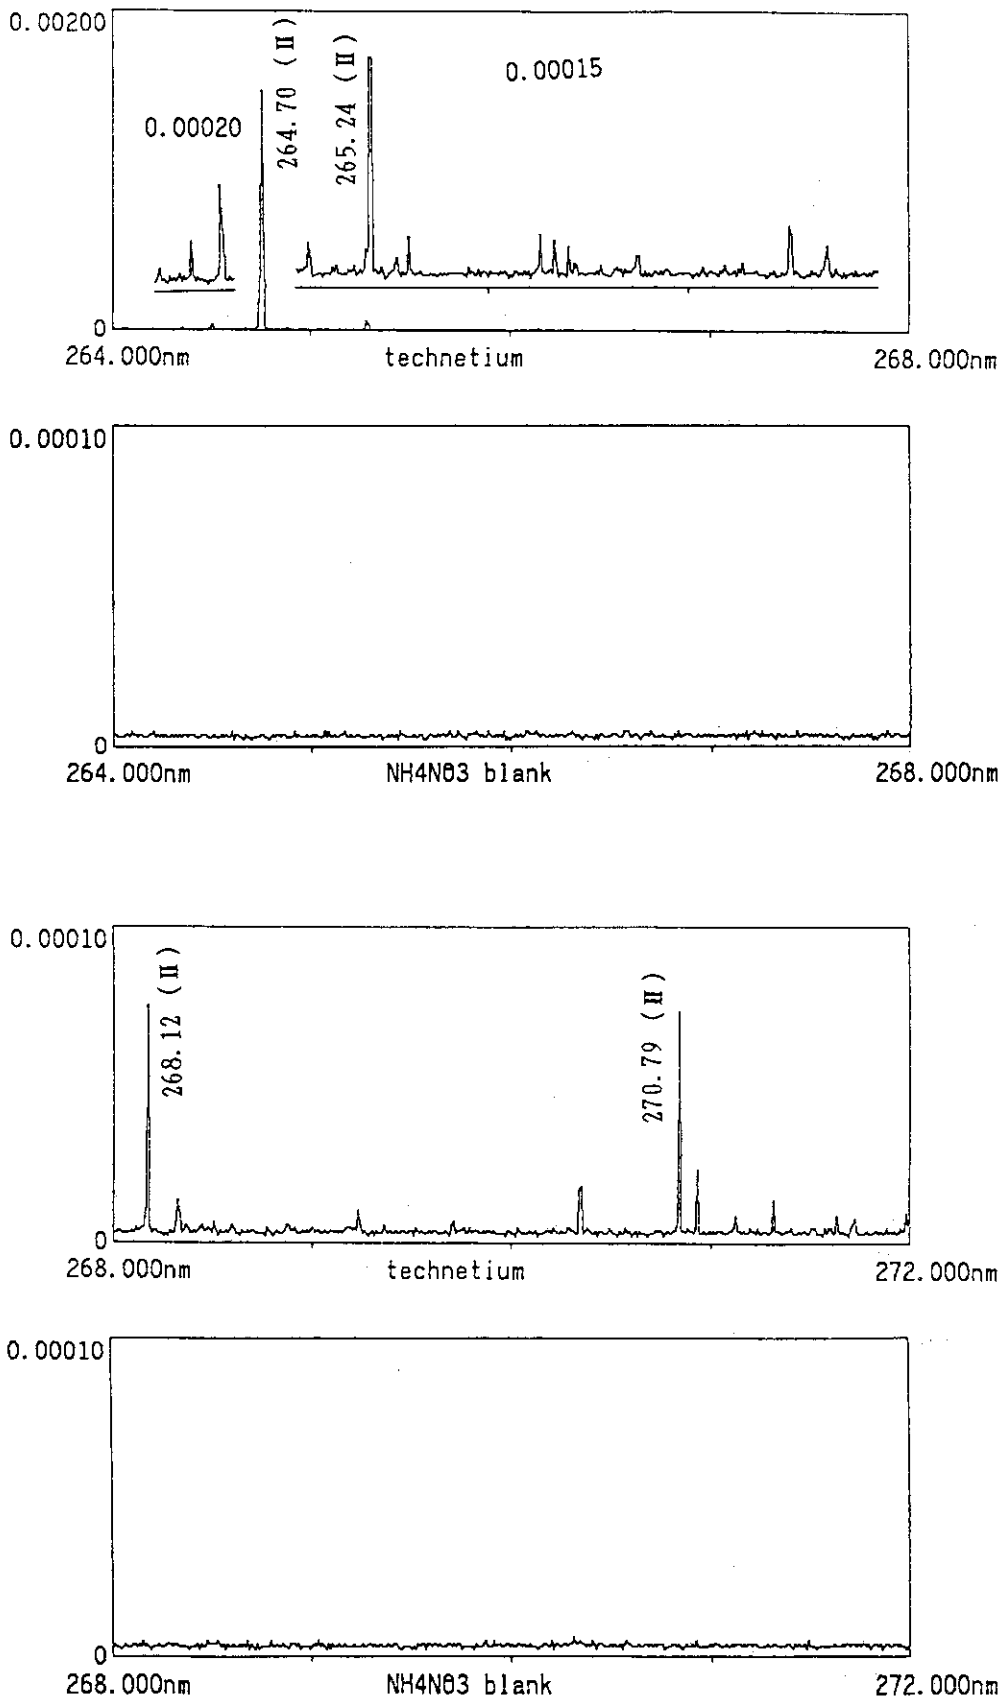 0.00200
264.70 (II)
265.24 (II)
0.00015
0.00020
0
264.000nm technetium 268.000nm
0.00010
0
264.000nm NH4NO3 blank 268.000nm
0.00010
268.12 (II)
270.79 (II)
0
268.000nm technetium 272.000nm
0.00010
0
268.000nm NH4NO3 blank 272.000nm